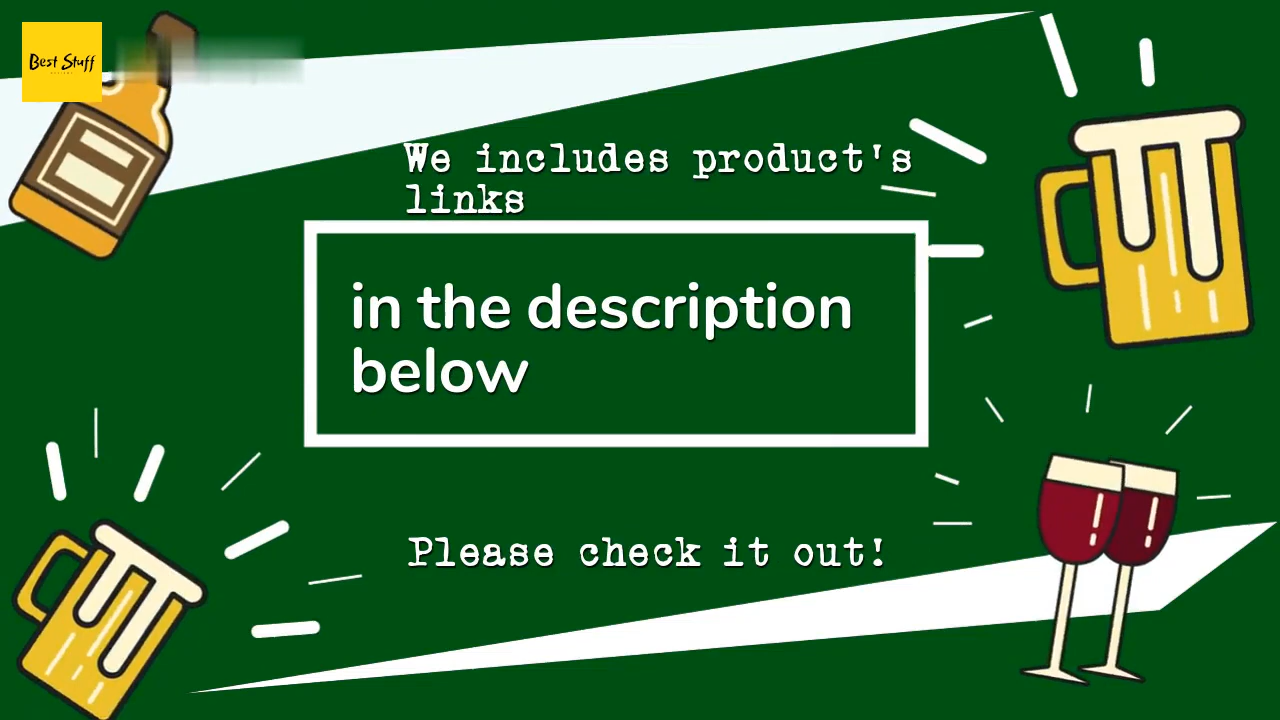 Best Stuff
We includes product's
links
in the description
below
Please check it out!